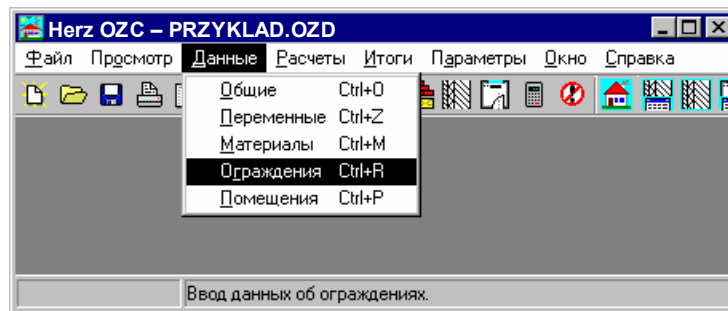 Herz OZC – PRZYKLAD.OZD
Файл Просмотр Данные Расчеты Итоги Параметры Окно Справка
Общие Ctrl+O
Переменные Ctrl+Z
Материалы Ctrl+M
Ограждения Ctrl+R
Помещения Ctrl+P
Ввод данных об ограждениях.